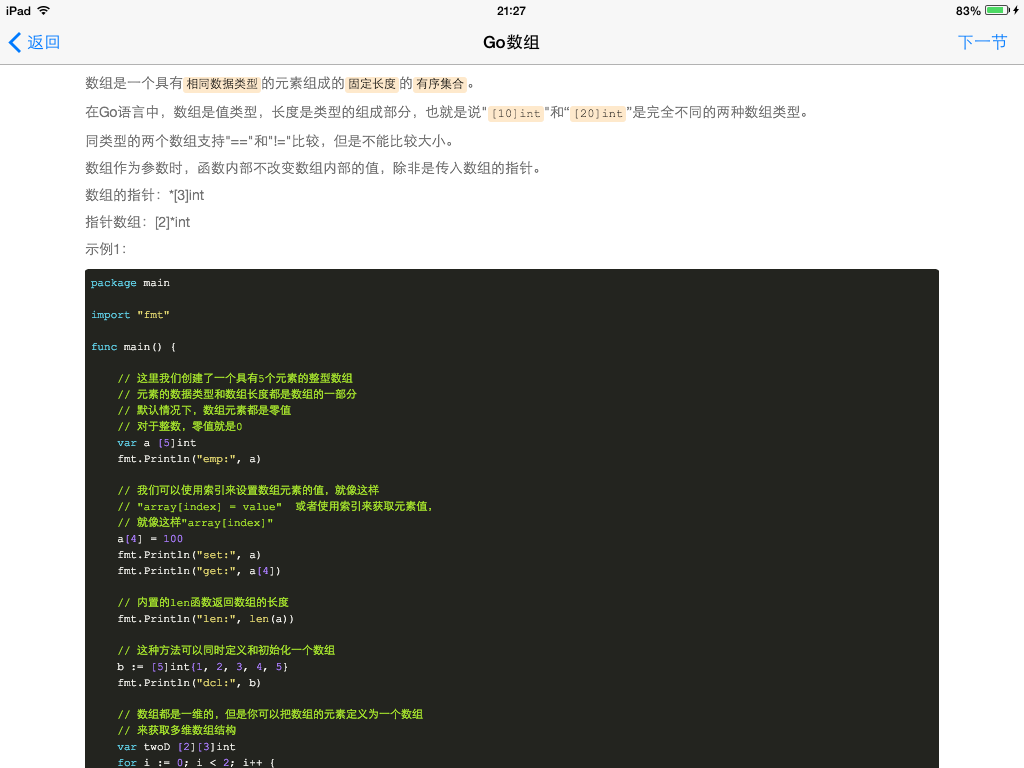 iPad 21:27 83%
返回 Go数组 下一节
数组是一个具有相同数据类型的元素组成的固定长度的有序集合。
在Go语言中，数组是值类型，长度是类型的组成部分，也就是说"[10]int"和“[20]int”是完全不同的两种数组类型。
同类型的两个数组支持"=="和"!="比较，但是不能比较大小。
数组作为参数时，函数内部不改变数组内部的值，除非是传入数组的指针。
数组的指针：*[3]int
指针数组：[2]*int
示例1：
package main
import "fmt"
func main() {
// 这里我们创建了一个具有5个元素的整型数组
// 元素的数据类型和数组长度都是数组的一部分
// 默认情况下，数组元素都是零值
// 对于整数，零值就是0
var a [5]int
fmt.Println("emp:", a)
// 我们可以使用索引来设置数组元素的值，就像这样
// "array[index] = value" 或者使用索引来获取元素值，
// 就像这样"array[index]"
a[4] = 100
fmt.Println("set:", a)
fmt.Println("get:", a[4])
// 内置的len函数返回数组的长度
fmt.Println("len:", len(a))
// 这种方法可以同时定义和初始化一个数组
b := [5]int{1, 2, 3, 4, 5}
fmt.Println("dcl:", b)
// 数组都是一维的，但是你可以把数组的元素定义为一个数组
// 来获取多维数组结构
var twoD [2][3]int
for i := 0; i < 2; i++ {